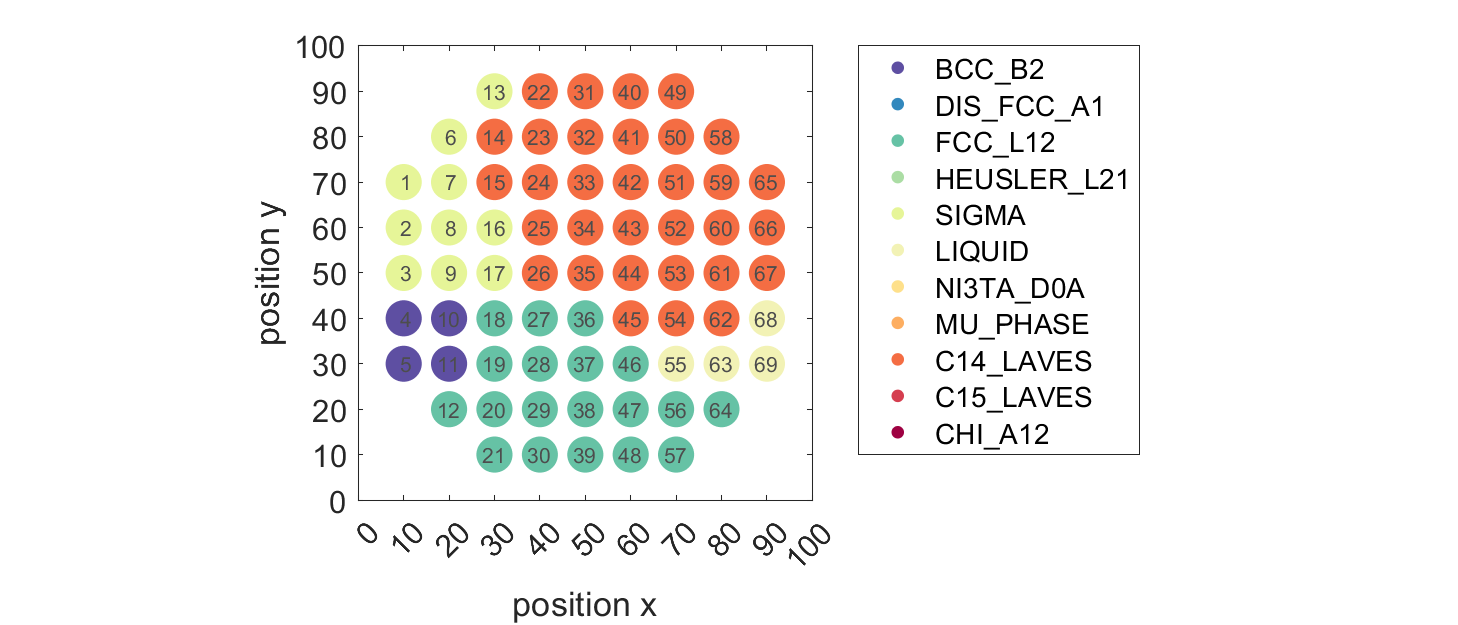 100
90 13 22 31 40 49
80 6 14 23 32 41 50 58
70 1 7 15 24 33 42 51 59 65
60 2 8 16 25 34 43 52 60 66
50 3 9 17 26 35 44 53 61 67
40 4 10 18 27 36 45 54 62 68
30 5 11 19 28 37 46 55 63 69
20 12 20 29 38 47 56 64
10 21 30 39 48 57
0
0 10 20 30 40 50 60 70 80 90 100
position x
position y
BCC_B2
DIS_FCC_A1
FCC_L12
HEUSLER_L21
SIGMA
LIQUID
NI3TA_D0A
MU_PHASE
C14_LAVES
C15_LAVES
CHI_A12